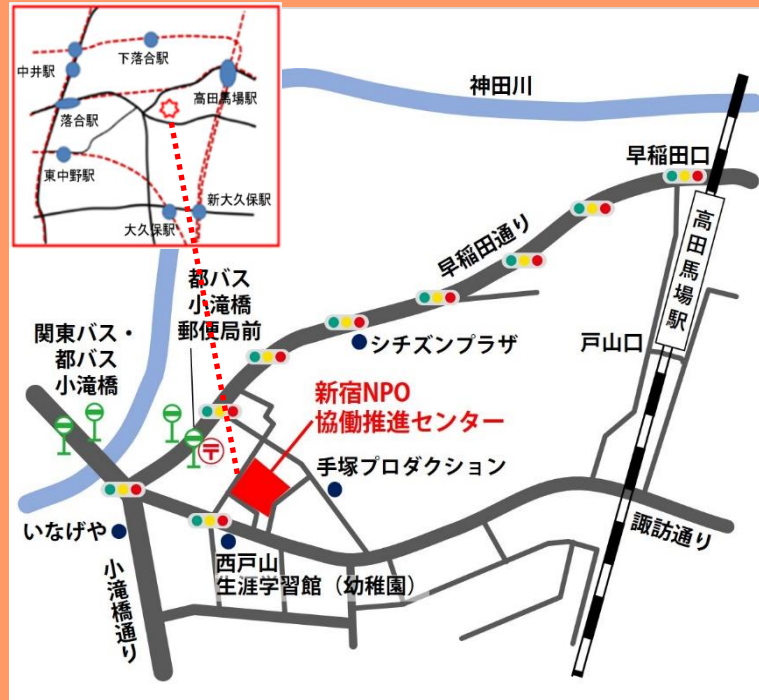 下落合駅
中井駅
高田馬場駅
落合駅
東中野駅
新大久保駅
大久保駅
神田川
早稲田口
早稲田通り
高田馬場駅
都バス
小滝橋
郵便局前
関東バス・
都バス
小滝橋
シチズンプラザ
戸山口
新宿NPO
協働推進センター
〒
手塚プロダクション
いなげや
西戸山
生涯学習館（幼稚園）
諏訪通り
小滝橋通り